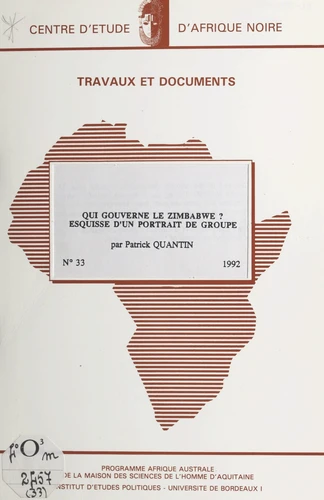 CENTRE D'ETUDE D'AFRIQUE NOIRE
TRAVAUX ET DOCUMENTS
QUI GOUVERNE LE ZIMBABWE ?
ESQUISSE D'UN PORTRAIT DE GROUPE
par Patrick QUANTIN
N° 33 1992
PROGRAMME AFRIQUE AUSTRALE
DE LA MAISON DES SCIENCES DE L'HOMME D'AQUITAINE
INSTITUT D'ETUDES POLITIQUES - UNIVERSITE DE BORDEAUX I
(33)